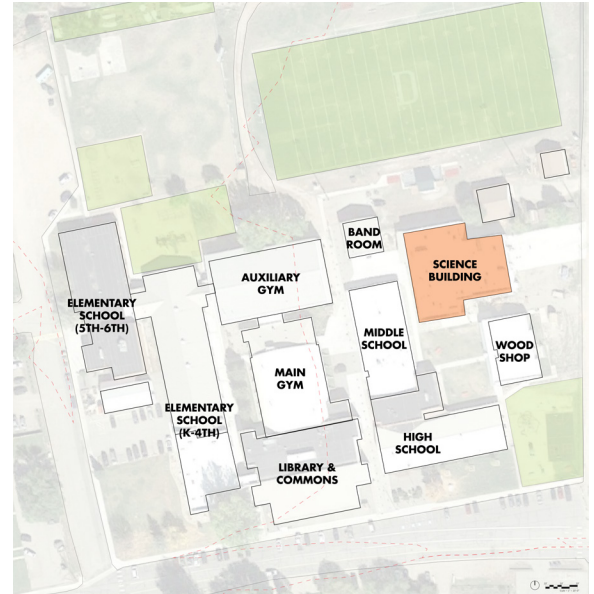 BAND
ROOM
SCIENCE
BUILDING
AUXILIARY
GYM
ELEMENTARY
SCHOOL
(5TH-6TH)
MIDDLE
SCHOOL
WOOD
SHOP
MAIN
GYM
ELEMENTARY
SCHOOL
(K-4TH)
HIGH
SCHOOL
LIBRARY &
COMMONS